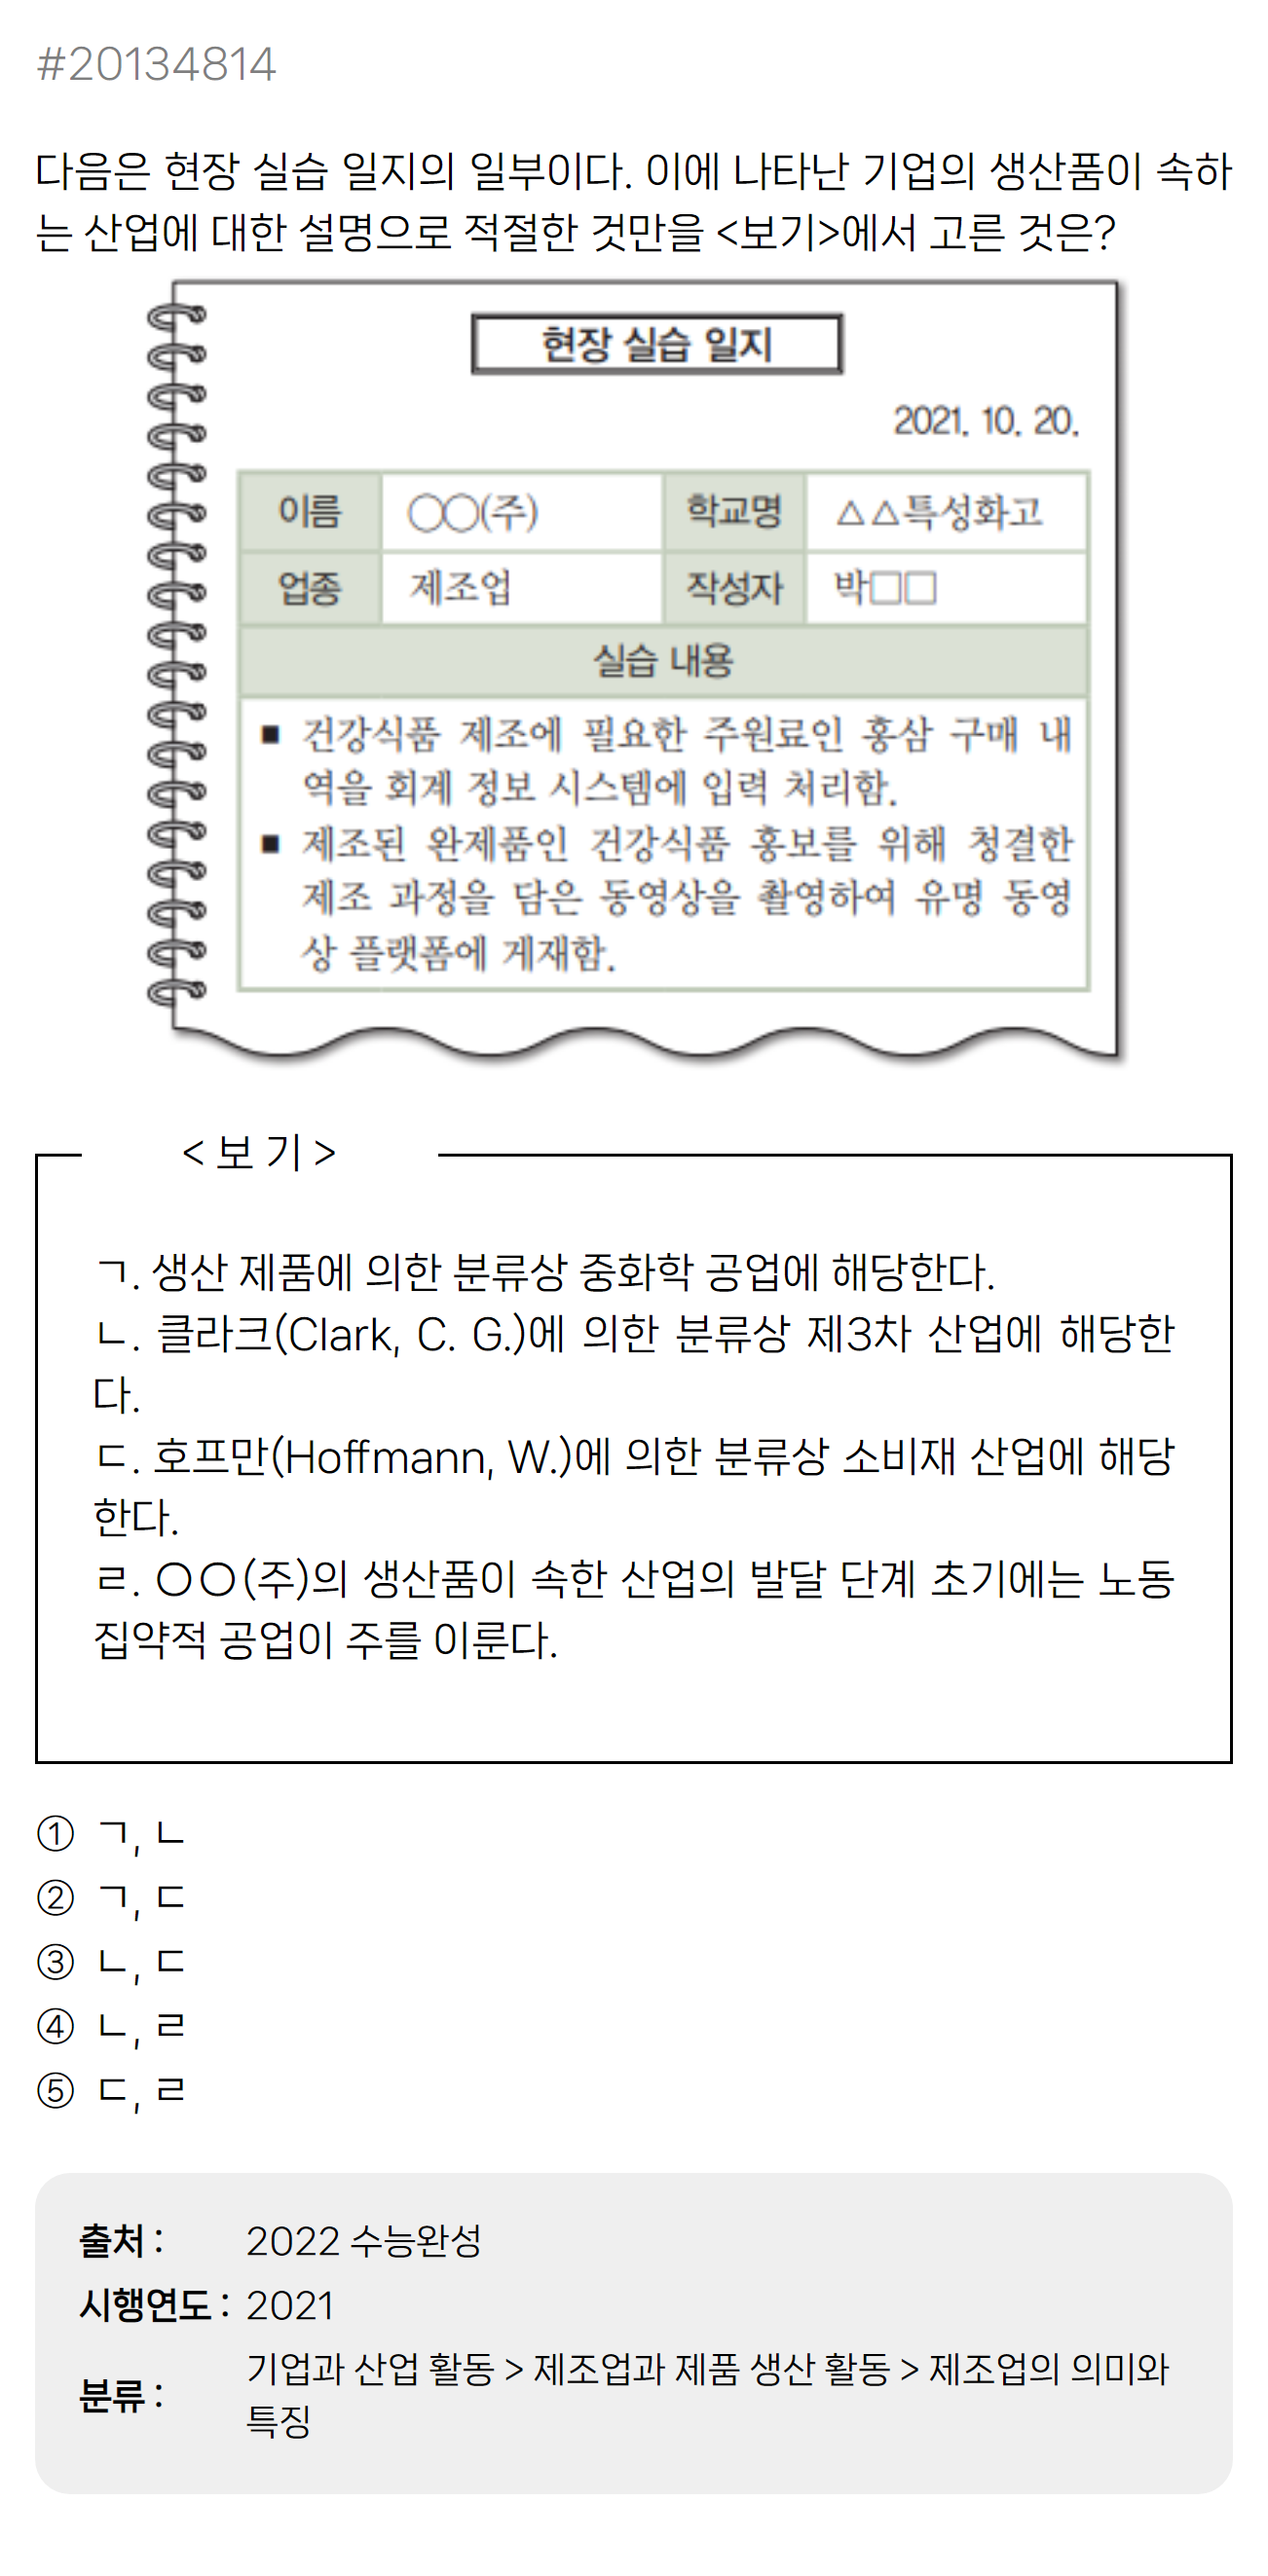 #20134814
다음은 현장 실습 일지의 일부이다. 이에 나타난 기업의 생산품이 속하
는 산업에 대한 설명으로 적절한 것만을 <보기>에서 고른 것은?
현장 실습 일지
2021. 10. 20.
이름 ○○(주) 학교명 △△특성화고
업종 제조업 작성자 박□□
실습 내용
■ 건강식품 제조에 필요한 주원료인 홍삼 구매 내
역을 회계 정보 시스템에 입력 처리함.
■ 제조된 완제품인 건강식품 홍보를 위해 청결한
제조 과정을 담은 동영상을 촬영하여 유명 동영
상 플랫폼에 게재함.
< 보 기 >
ㄱ. 생산 제품에 의한 분류상 중화학 공업에 해당한다.
ㄴ. 클라크(Clark, C. G.)에 의한 분류상 제3차 산업에 해당한
다.
ㄷ. 호프만(Hoffmann, W.)에 의한 분류상 소비재 산업에 해당
한다.
ㄹ. ○○(주)의 생산품이 속한 산업의 발달 단계 초기에는 노동
집약적 공업이 주를 이룬다.
① ㄱ, ㄴ
② ㄱ, ㄷ
③ ㄴ, ㄷ
④ ㄴ, ㄹ
⑤ ㄷ, ㄹ
출처 : 2022 수능완성
시행연도 : 2021
분류 : 기업과 산업 활동 > 제조업과 제품 생산 활동 > 제조업의 의미와
특징